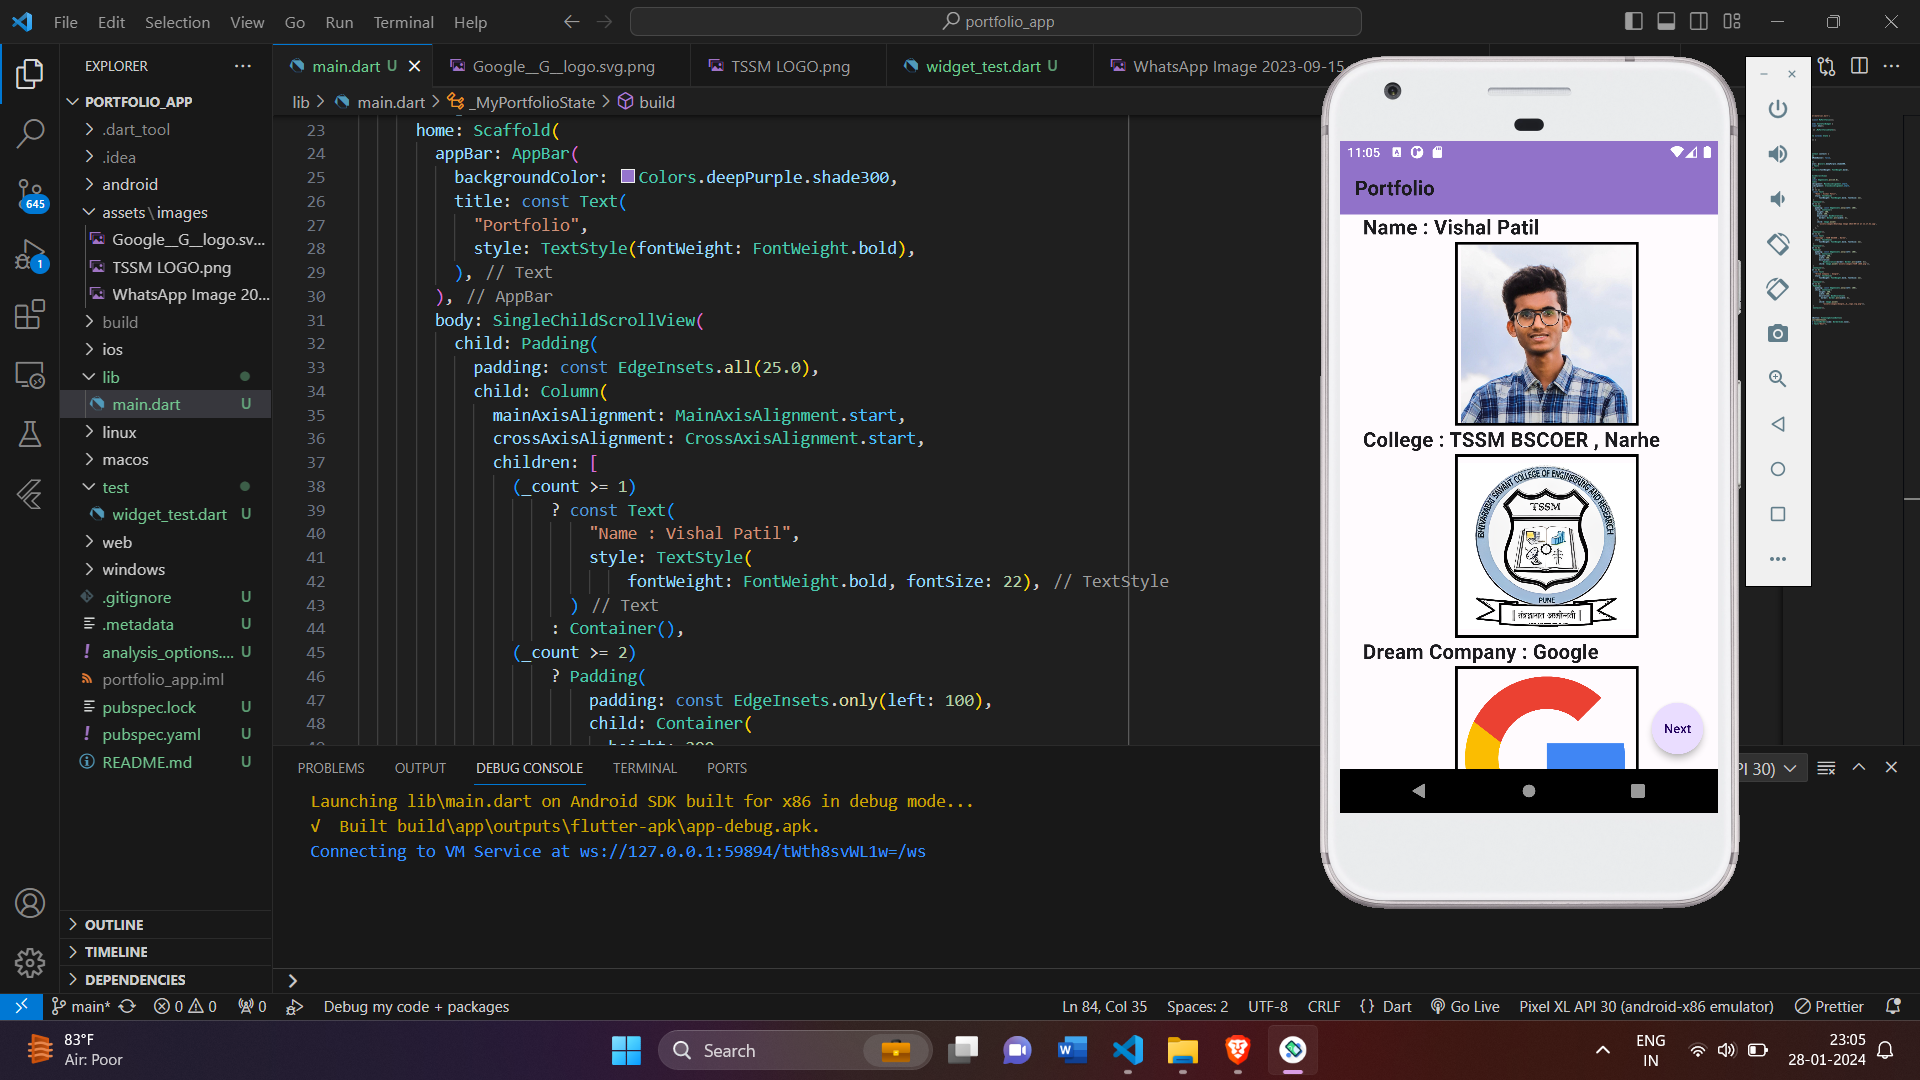 File Edit Selection View Go Run Terminal Help
portfolio_app
EXPLORER
PORTFOLIO_APP
.dart_tool
.idea
android
assets\images
Google__G__logo.sv...
TSSM LOGO.png
WhatsApp Image 20...
build
ios
lib
main.dart U
linux
macos
test
widget_test.dart U
web
windows
.gitignore U
.metadata U
analysis_options.... U
portfolio_app.iml
pubspec.lock U
pubspec.yaml U
README.md U
OUTLINE
TIMELINE
DEPENDENCIES
645
1
main.dart U Google__G__logo.svg.png TSSM LOGO.png widget_test.dart U WhatsApp Image 2023-09-15
lib > main.dart > _MyPortfolioState > build
23 home: Scaffold(
24 appBar: AppBar(
25 backgroundColor: Colors.deepPurple.shade300,
26 title: const Text(
27 "Portfolio",
28 style: TextStyle(fontWeight: FontWeight.bold),
29 ), // Text
30 ), // AppBar
31 body: SingleChildScrollView(
32 child: Padding(
33 padding: const EdgeInsets.all(25.0),
34 child: Column(
35 mainAxisAlignment: MainAxisAlignment.start,
36 crossAxisAlignment: CrossAxisAlignment.start,
37 children: [
38 (_count >= 1)
39 ? const Text(
40 "Name : Vishal Patil",
41 style: TextStyle(
42 fontWeight: FontWeight.bold, fontSize: 22), // TextStyle
43 ) // Text
44 : Container(),
45 (_count >= 2)
46 ? Padding(
47 padding: const EdgeInsets.only(left: 100),
48 child: Container(
PROBLEMS OUTPUT DEBUG CONSOLE TERMINAL PORTS
PI 30)
Launching lib\main.dart on Android SDK built for x86 in debug mode...
√ Built build\app\outputs\flutter-apk\app-debug.apk.
Connecting to VM Service at ws://127.0.0.1:59894/tWth8svWL1w=/ws
11:05
Portfolio
Name : Vishal Patil
College : TSSM BSCOER , Narhe
BHIVARABAI SAWANT COLLEGE OF ENGINEERING AND RESEARCH
TSSM
PUNE
Dream Company : Google
Next
main* 0 0 0 Debug my code + packages Ln 84, Col 35 Spaces: 2 UTF-8 CRLF {} Dart Go Live Pixel XL API 30 (android-x86 emulator) Prettier
83°F
Air: Poor
Search
ENG
IN
23:05
28-01-2024